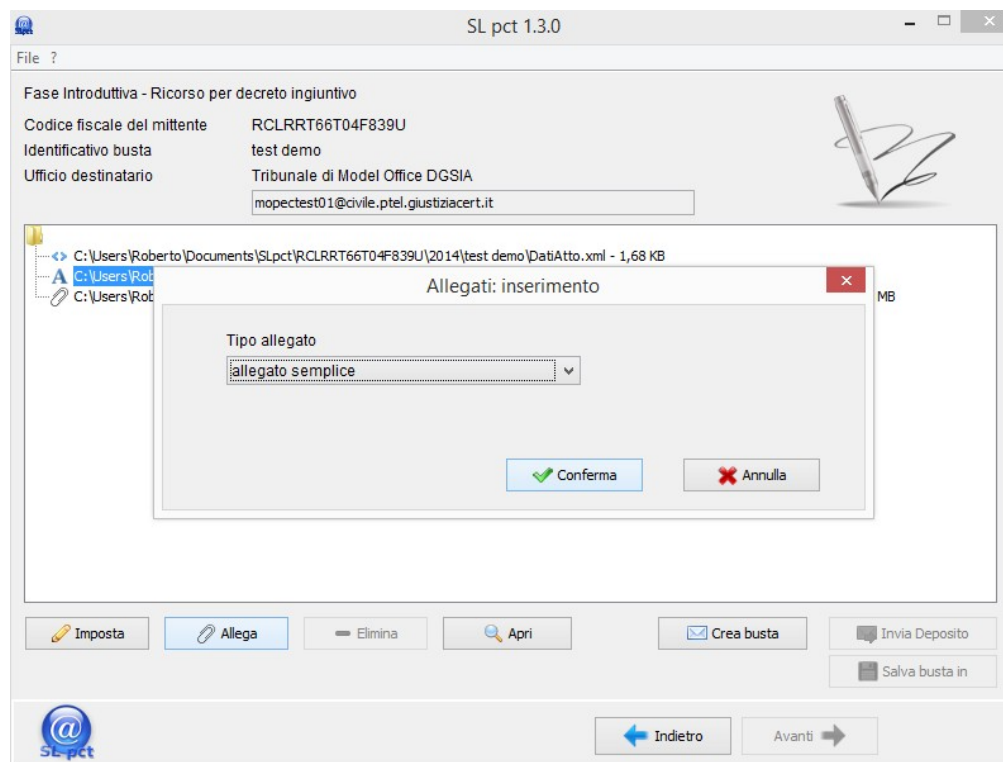 SL pct 1.3.0
File ?
Fase Introduttiva - Ricorso per decreto ingiuntivo
Codice fiscale del mittente RCLRRT66T04F839U
Identificativo busta test demo
Ufficio destinatario Tribunale di Model Office DGSIA
mopectest01@civile.ptel.giustiziacert.it
C:\Users\Roberto\Documents\SLpct\RCLRRT66T04F839U\2014\test demo\DatiAtto.xml - 1,68 KB
A C:\Users\Rob
C:\Users\Rob MB
Allegati: inserimento
Tipo allegato
allegato semplice
Conferma Annulla
Imposta Allega Elimina Apri Crea busta Invia Deposito
Salva busta in
@
SL pct
Indietro Avanti